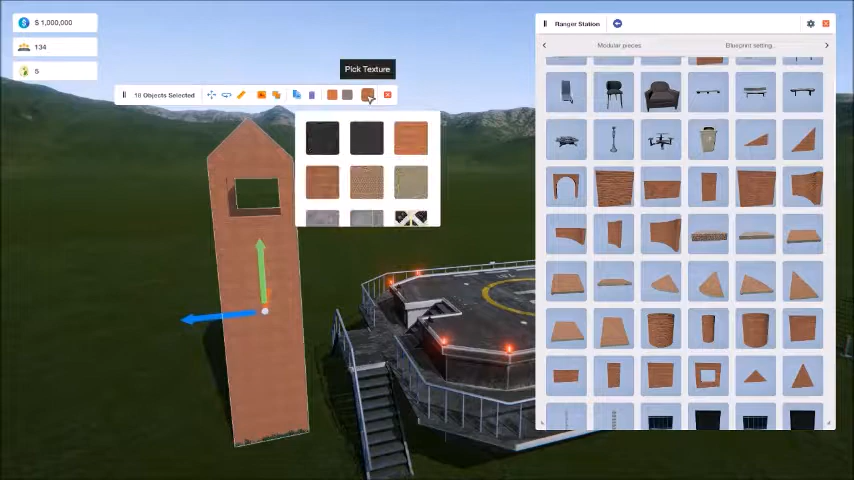 $ 1,000,000
134
5
Pick Texture
18 Objects Selected
Ranger Station
Modular pieces
Blueprint setting...